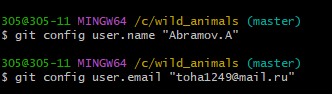 305@305-11 MINGW64 /c/wild_animals (master)
$ git config user.name "Abramov.A"
305@305-11 MINGW64 /c/wild_animals (master)
$ git config user.email "toha1249@mail.ru"